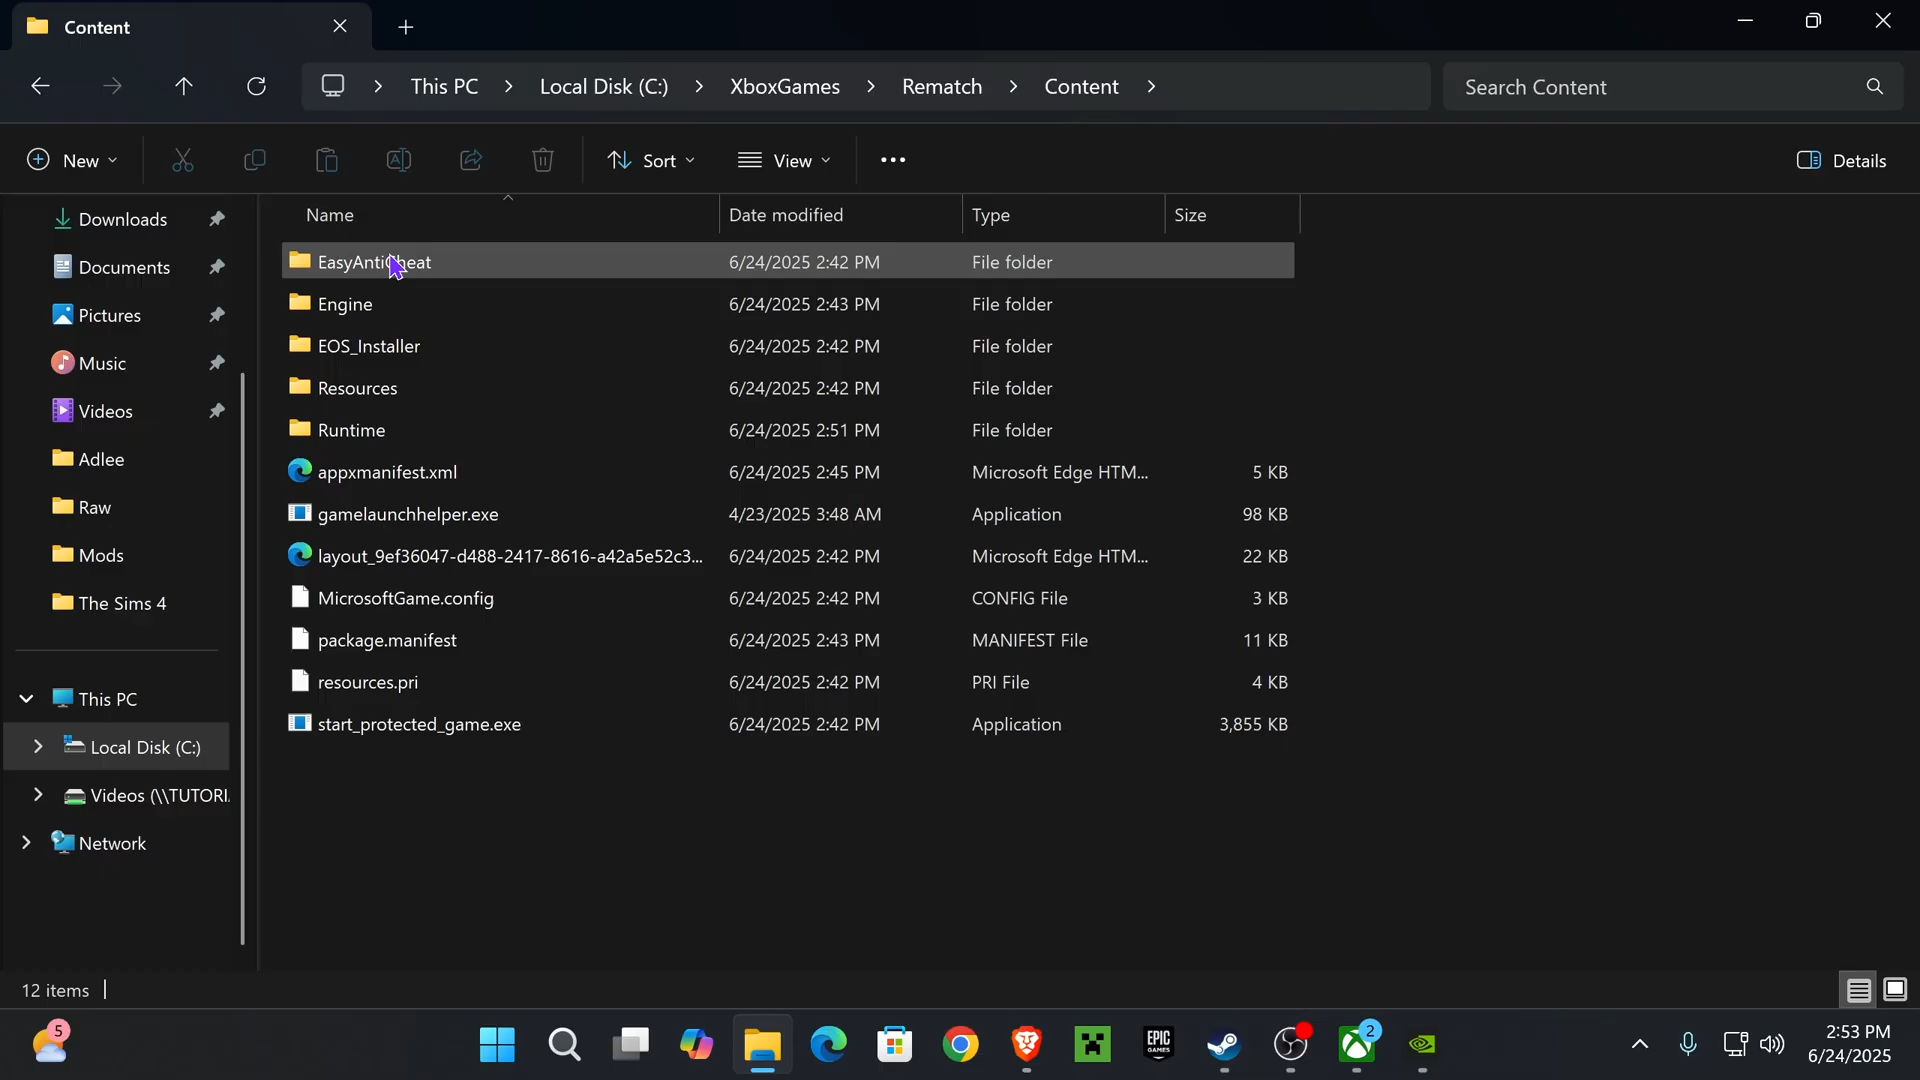 Content
This PC
Local Disk (C:)
XboxGames
Rematch
Content
Search Content
New
Sort
View
Details
Downloads
Documents
Pictures
Music
Videos
Adlee
Raw
Mods
The Sims 4
This PC
Local Disk (C:)
Videos (\\TUTORI
Network
Name Date modified Type Size
EasyAntiCheat 6/24/2025 2:42 PM File folder
Engine 6/24/2025 2:43 PM File folder
EOS_Installer 6/24/2025 2:42 PM File folder
Resources 6/24/2025 2:42 PM File folder
Runtime 6/24/2025 2:51 PM File folder
appxmanifest.xml 6/24/2025 2:45 PM Microsoft Edge HTM... 5 KB
gamelaunchhelper.exe 4/23/2025 3:48 AM Application 98 KB
layout_9ef36047-d488-2417-8616-a42a5e52c3... 6/24/2025 2:42 PM Microsoft Edge HTM... 22 KB
MicrosoftGame.config 6/24/2025 2:42 PM CONFIG File 3 KB
package.manifest 6/24/2025 2:43 PM MANIFEST File 11 KB
resources.pri 6/24/2025 2:42 PM PRI File 4 KB
start_protected_game.exe 6/24/2025 2:42 PM Application 3,855 KB
12 items
5
EPIC
GAMES
2
2:53 PM
6/24/2025